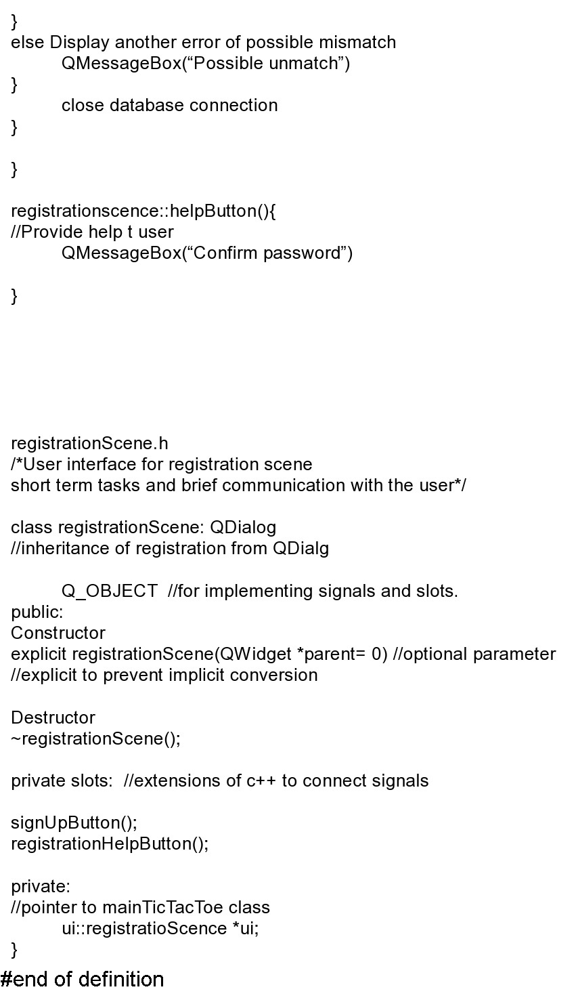 }
else Display another error of possible mismatch
QMessageBox(“Possible unmatch”)
}
close database connection
}
}
registrationscence::helpButton(){
//Provide help t user
QMessageBox(“Confirm password”)
}
registrationScene.h
/*User interface for registration scene
short term tasks and brief communication with the user*/
class registrationScene: QDialog
//inheritance of registration from QDialg
Q_OBJECT  //for implementing signals and slots.
public:
Constructor
explicit registrationScene(QWidget *parent= 0) //optional parameter
//explicit to prevent implicit conversion
Destructor
~registrationScene();
private slots:  //extensions of c++ to connect signals
signUpButton();
registrationHelpButton();
private:
//pointer to mainTicTacToe class
ui::registratioScence *ui;
}
#end of definition